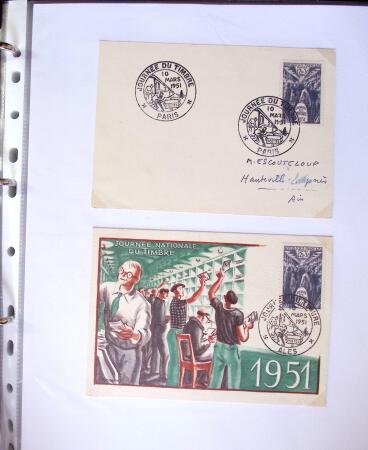 JOURNÉE DU TIMBRE
10
MARS
1951
PARIS
JOURNÉE DU TIMBRE
10
MARS
1951
PARIS
M. ESCOUTELOUP
Hauteville-
Ain
JOURNÉE NATIONALE
DU TIMBRE
MARS
1951
ALES
1951